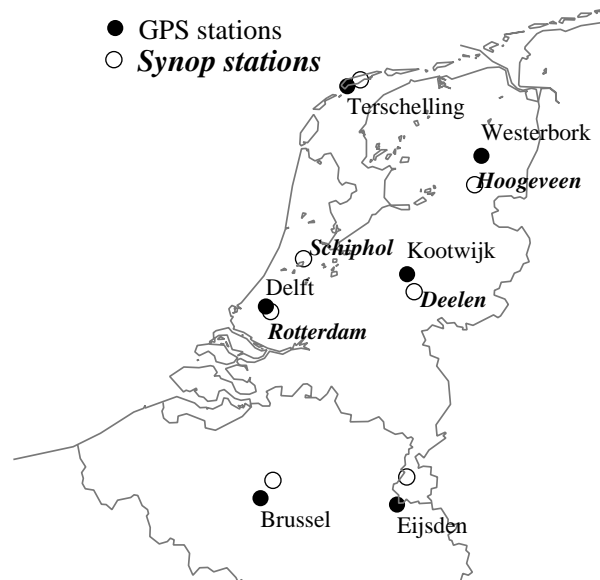 GPS stations
Synop stations
Terschelling
Westerbork
Hoogeveen
Schiphol
Kootwijk
Delft
Deelen
Rotterdam
Brussel
Eijsden